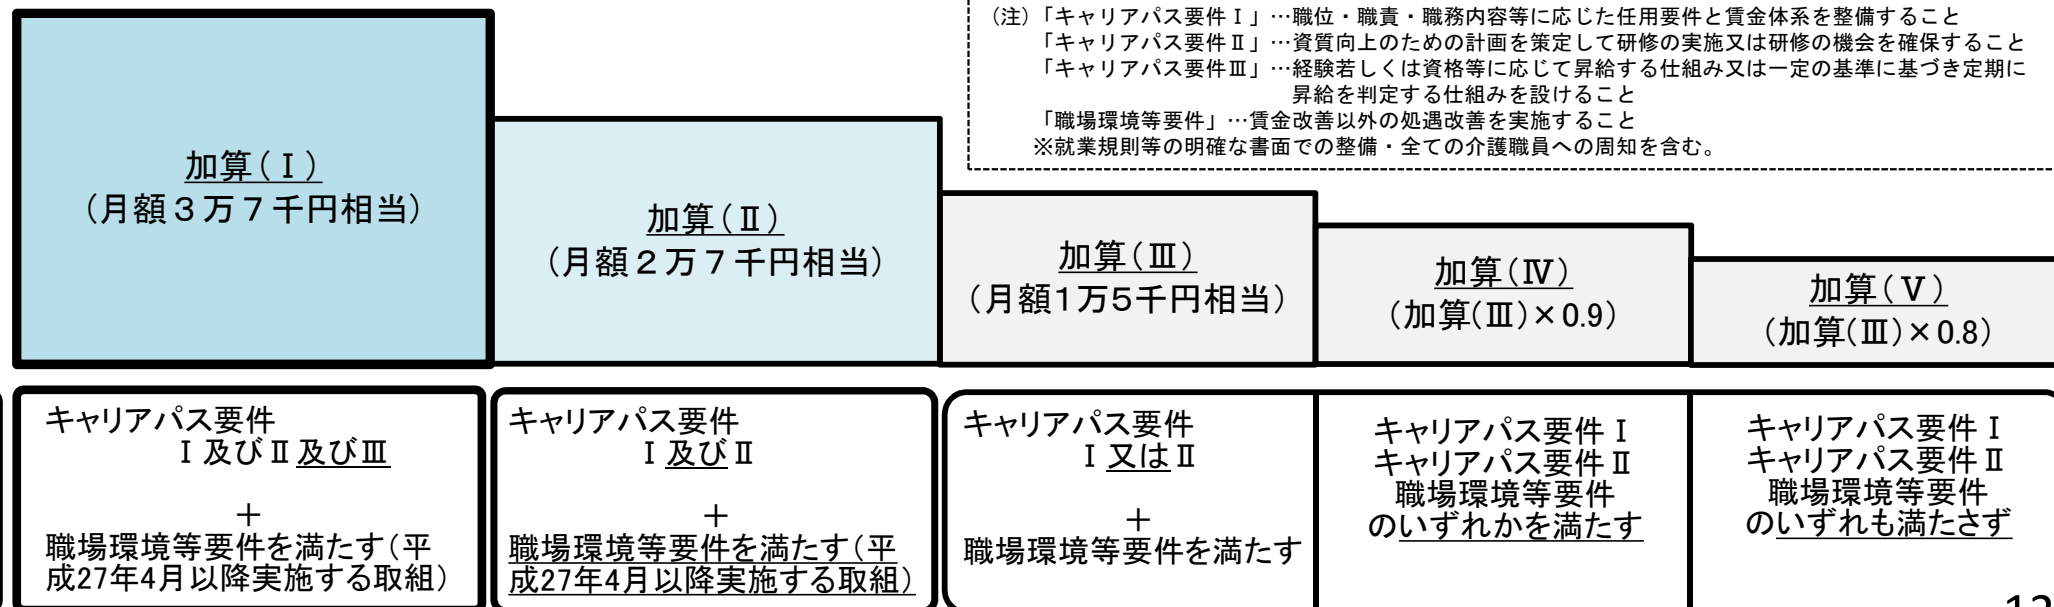 (注)「キャリアパス要件Ⅰ」…職位・職責・職務内容等に応じた任用要件と賃金体系を整備すること
「キャリアパス要件Ⅱ」…資質向上のための計画を策定して研修の実施又は研修の機会を確保すること
「キャリアパス要件Ⅲ」…経験若しくは資格等に応じて昇給する仕組み又は一定の基準に基づき定期に
昇給を判定する仕組みを設けること
「職場環境等要件」…賃金改善以外の処遇改善を実施すること
※就業規則等の明確な書面での整備・全ての介護職員への周知を含む。
加算(Ⅰ)
(月額3万7千円相当)
加算(Ⅱ)
(月額2万7千円相当)
加算(Ⅲ)
(月額1万5千円相当)
加算(Ⅳ)
(加算(Ⅲ)×0.9)
加算(Ⅴ)
(加算(Ⅲ)×0.8)
キャリアパス要件
Ⅰ及びⅡ及びⅢ
+
職場環境等要件を満たす(平
成27年4月以降実施する取組)
キャリアパス要件
Ⅰ及びⅡ
+
職場環境等要件を満たす(平
成27年4月以降実施する取組)
キャリアパス要件
Ⅰ又はⅡ
+
職場環境等要件を満たす
キャリアパス要件Ⅰ
キャリアパス要件Ⅱ
職場環境等要件
のいずれかを満たす
キャリアパス要件Ⅰ
キャリアパス要件Ⅱ
職場環境等要件
のいずれも満たさず